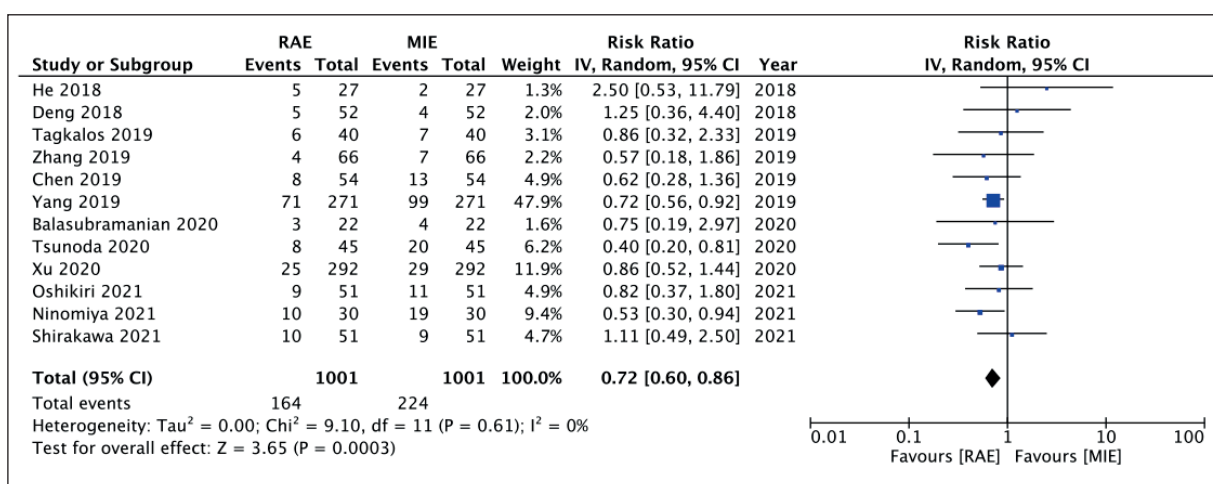 RAE MIE Risk Ratio Risk Ratio
Study or Subgroup Events Total Events Total Weight IV, Random, 95% CI Year IV, Random, 95% CI
He 2018 5 27 2 27 1.3% 2.50 [0.53, 11.79] 2018
Deng 2018 5 52 4 52 2.0% 1.25 [0.36, 4.40] 2018
Tagkalos 2019 6 40 7 40 3.1% 0.86 [0.32, 2.33] 2019
Zhang 2019 4 66 7 66 2.2% 0.57 [0.18, 1.86] 2019
Chen 2019 8 54 13 54 4.9% 0.62 [0.28, 1.36] 2019
Yang 2019 71 271 99 271 47.9% 0.72 [0.56, 0.92] 2019
Balasubramanian 2020 3 22 4 22 1.6% 0.75 [0.19, 2.97] 2020
Tsunoda 2020 8 45 20 45 6.2% 0.40 [0.20, 0.81] 2020
Xu 2020 25 292 29 292 11.9% 0.86 [0.52, 1.44] 2020
Oshikiri 2021 9 51 11 51 4.9% 0.82 [0.37, 1.80] 2021
Ninomiya 2021 10 30 19 30 9.4% 0.53 [0.30, 0.94] 2021
Shirakawa 2021 10 51 9 51 4.7% 1.11 [0.49, 2.50] 2021
Total (95% CI) 1001 1001 100.0% 0.72 [0.60, 0.86]
Total events 164 224
Heterogeneity: Tau² = 0.00; Chi² = 9.10, df = 11 (P = 0.61); I² = 0%
Test for overall effect: Z = 3.65 (P = 0.0003)
0.01 0.1 1 10 100
Favours [RAE] Favours [MIE]